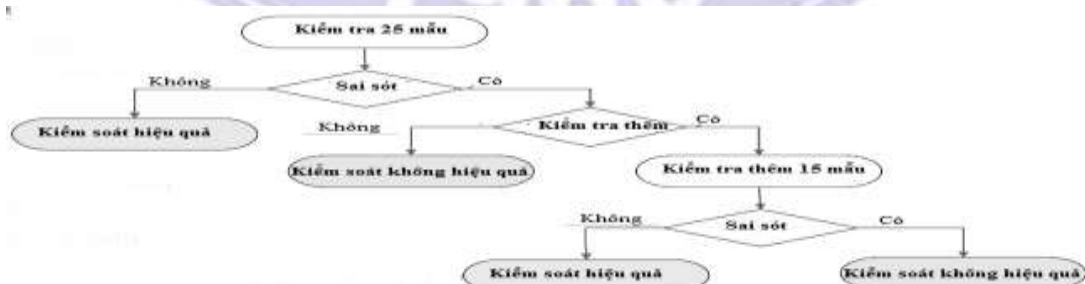 Kiểm tra 25 mẫu
Không
Sai sót
Có
Kiểm soát hiệu quả
Không
Kiểm tra thêm
Có
Kiểm soát không hiệu quả
Kiểm tra thêm 15 mẫu
Không
Sai sót
Có
Kiểm soát hiệu quả
Kiểm soát không hiệu quả